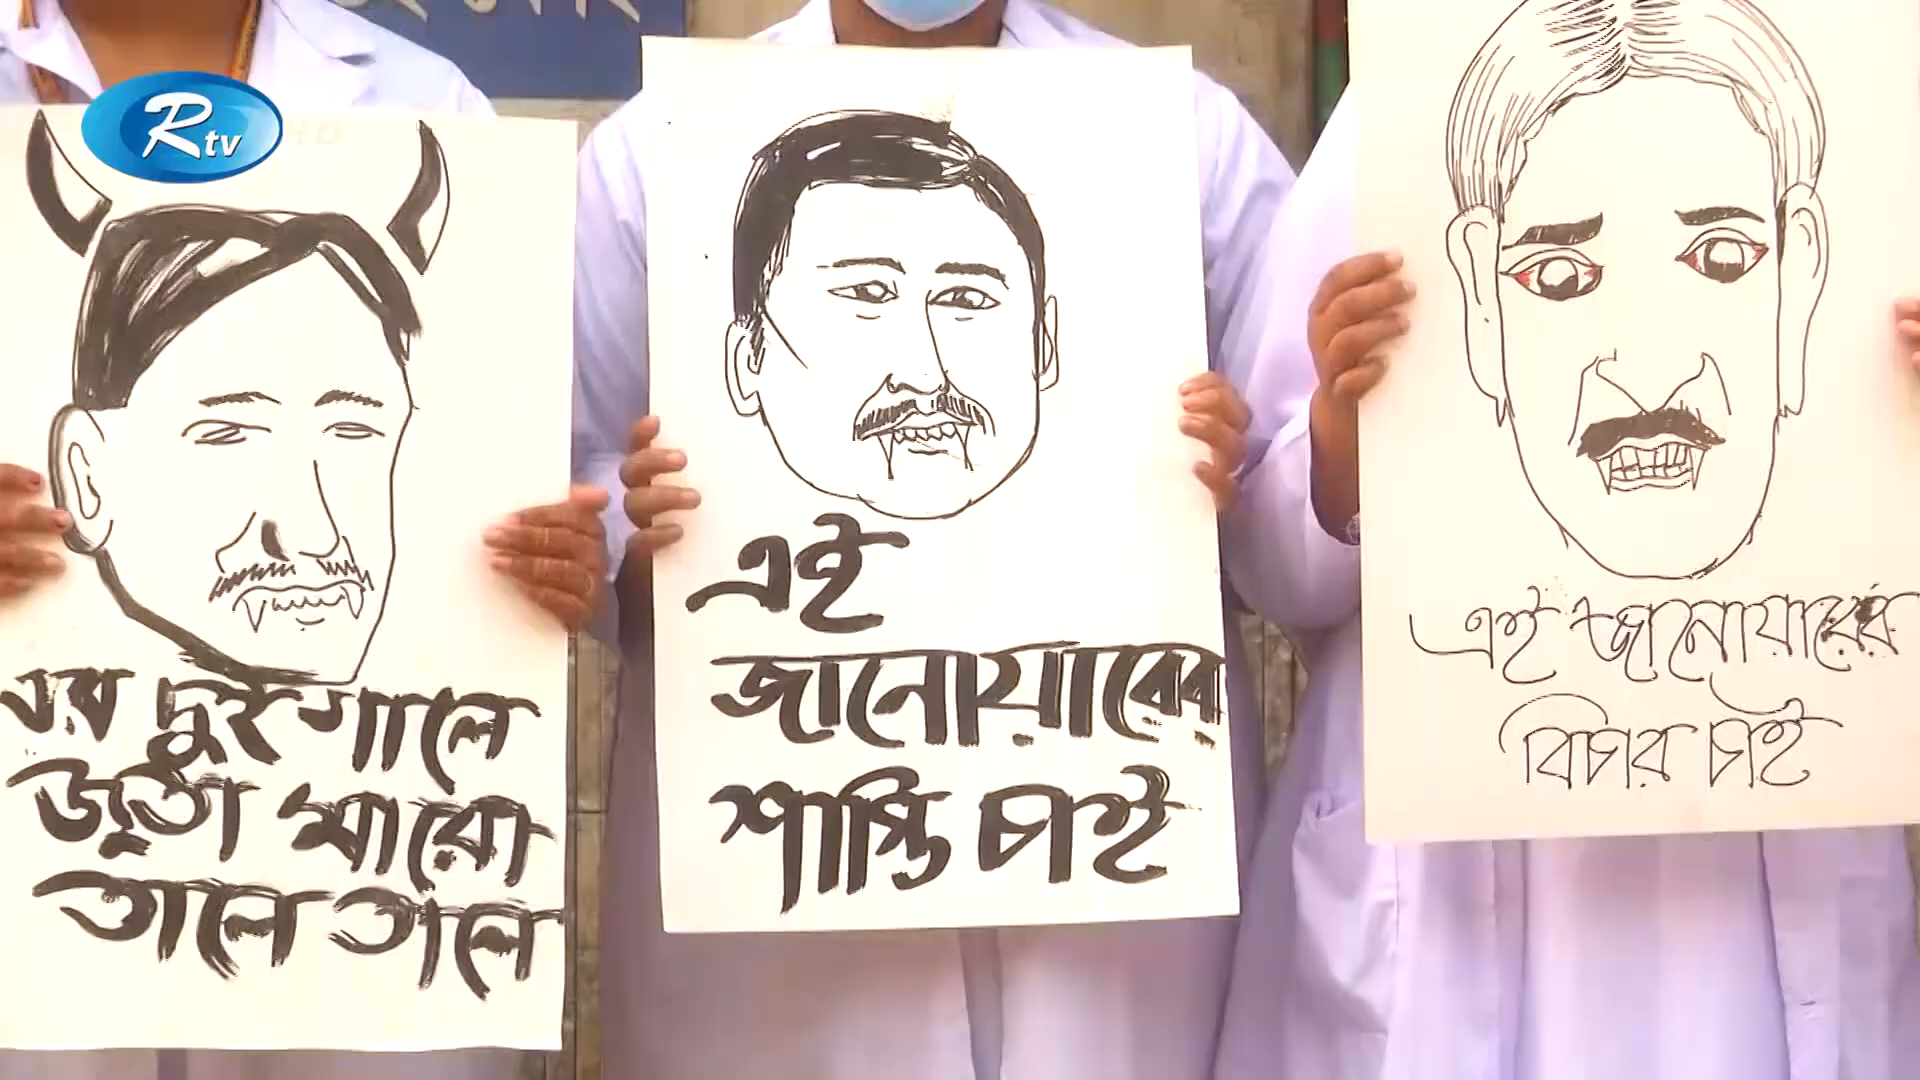 Rtv
এর দুই গালে
জুতা মারো
তালে তালে
এই
জানোয়ারের
শাস্তি চাই
এই জানোয়ারের
বিচার চাই